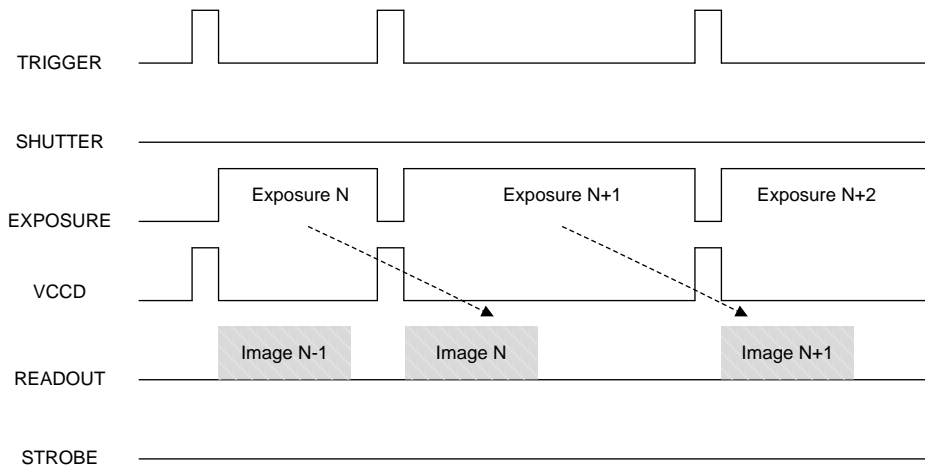 TRIGGER
SHUTTER
Exposure N Exposure N+1 Exposure N+2
EXPOSURE
VCCD
Image N-1 Image N Image N+1
READOUT
STROBE